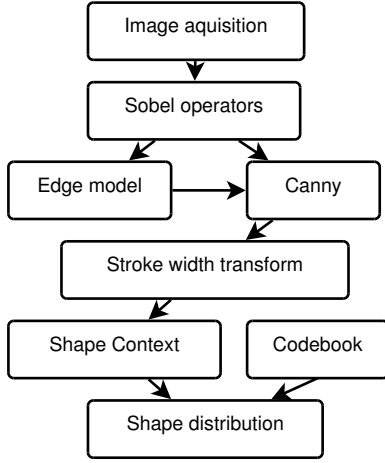 Image aquisition
Sobel operators
Edge model
Canny
Stroke width transform
Shape Context
Codebook
Shape distribution